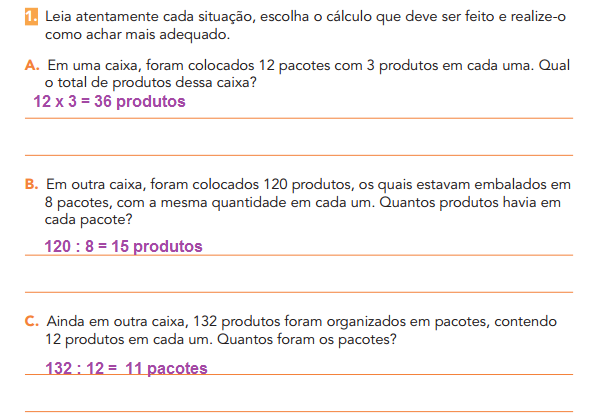 1. Leia atentamente cada situação, escolha o cálculo que deve ser feito e realize-o
como achar mais adequado.
A. Em uma caixa, foram colocados 12 pacotes com 3 produtos em cada uma. Qual
o total de produtos dessa caixa?
12 x 3 = 36 produtos
B. Em outra caixa, foram colocados 120 produtos, os quais estavam embalados em
8 pacotes, com a mesma quantidade em cada um. Quantos produtos havia em
cada pacote?
120 : 8 = 15 produtos
C. Ainda em outra caixa, 132 produtos foram organizados em pacotes, contendo
12 produtos em cada um. Quantos foram os pacotes?
132 : 12 = 11 pacotes